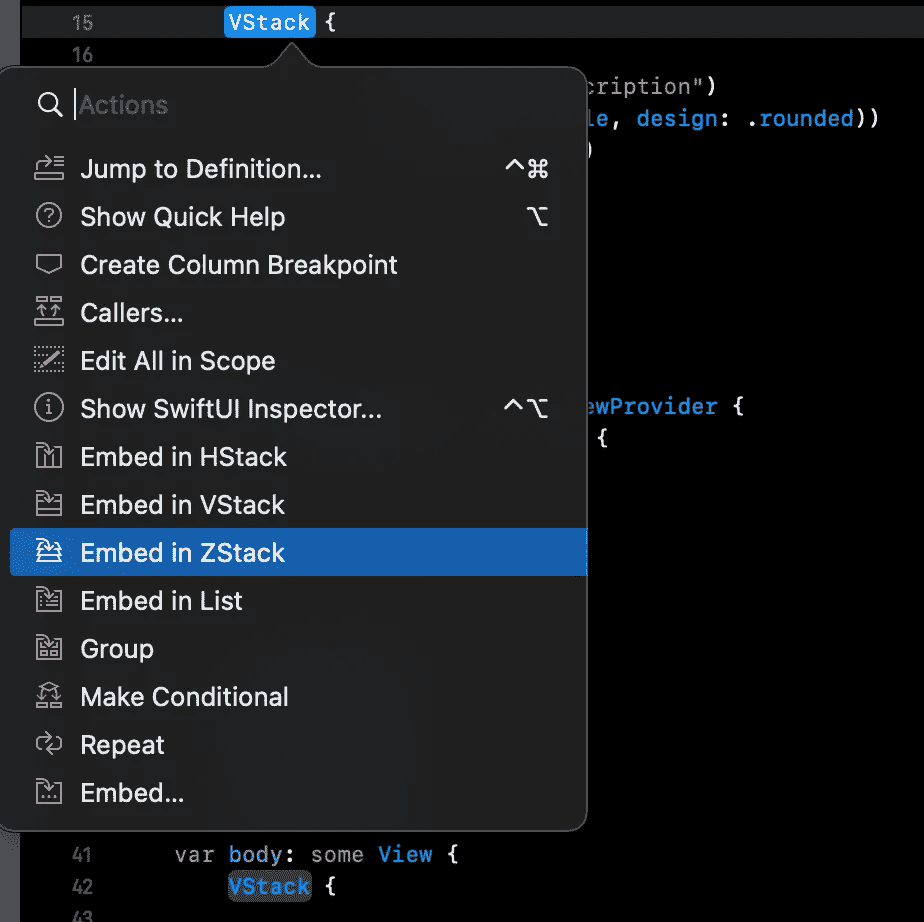 15 VStack {
16
Actions
cription")
le, design: .rounded))
)
Jump to Definition... ^⌘
Show Quick Help ⌥
Create Column Breakpoint
Callers...
Edit All in Scope
Show SwiftUI Inspector... ^⌥
ewProvider {
Embed in HStack
{
Embed in VStack
Embed in ZStack
Embed in List
Group
Make Conditional
Repeat
Embed...
41 var body: some View {
42 VStack {
43